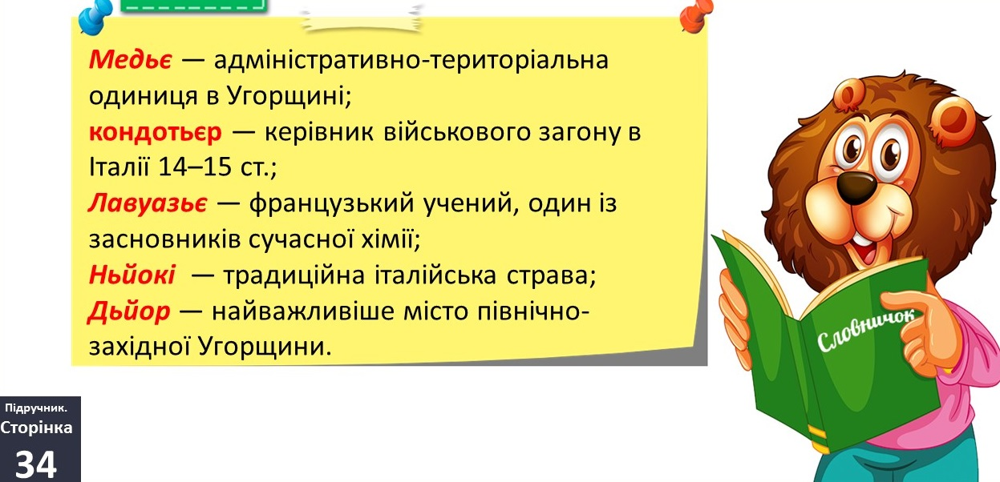 Медьє — адміністративно-територіальна
одиниця в Угорщині;
кондотьєр — керівник військового загону в
Італії 14–15 ст.;
Лавуазьє — французький учений, один із
засновників сучасної хімії;
Ньйокі — традиційна італійська страва;
Дьйор — найважливіше місто північно-
західної Угорщини.
Словничок
Підручник.
Сторінка
34